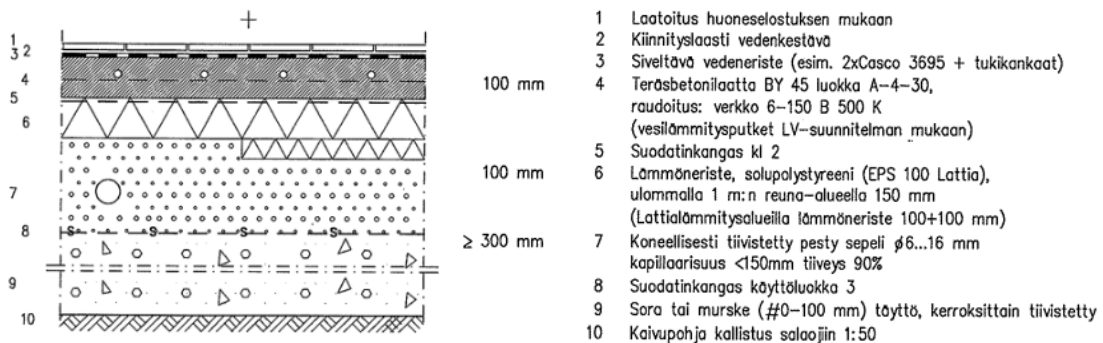 1
2
3
4
5
6
7
8
9
10
100 mm
100 mm
≥ 300 mm
S S S S
1 Laatoitus huoneselostuksen mukaan
2 Kiinnityslaasti vedenkestävä
3 Siveltävä vedeneriste (esim. 2xCasco 3695 + tukikankaat)
4 Teräsbetonilaatta BY 45 luokka A-4-30,
raudoitus: verkko 6-150 B 500 K
(vesilämmitysputket LV-suunnitelman mukaan)
5 Suodatinkangas kl 2
6 Lämmöneriste, solupolystyreeni (EPS 100 Lattia),
ulommalla 1 m:n reuna-alueella 150 mm
(Lattialämmitysalueilla lämmöneriste 100+100 mm)
7 Koneellisesti tiivistetty pesty sepeli ϕ6...16 mm
kapillaarisuus <150mm tiiveys 90%
8 Suodatinkangas käyttöluokka 3
9 Sora tai murske (#0-100 mm) täyttö, kerroksittain tiivistetty
10 Kaivupohja kallistus salaojiin 1:50